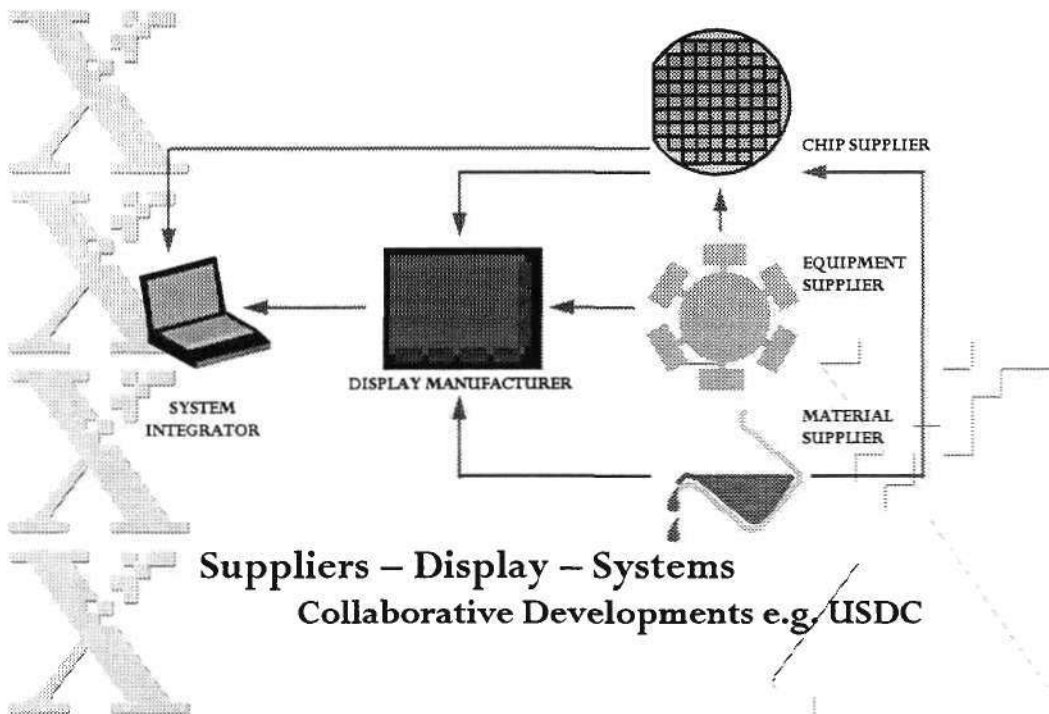 CHIP SUPPLIER
EQUIPMENT
SUPPLIER
DISPLAY MANUFACTURER
SYSTEM
INTEGRATOR
MATERIAL
SUPPLIER
Suppliers – Display – Systems
Collaborative Developments e.g. USDC